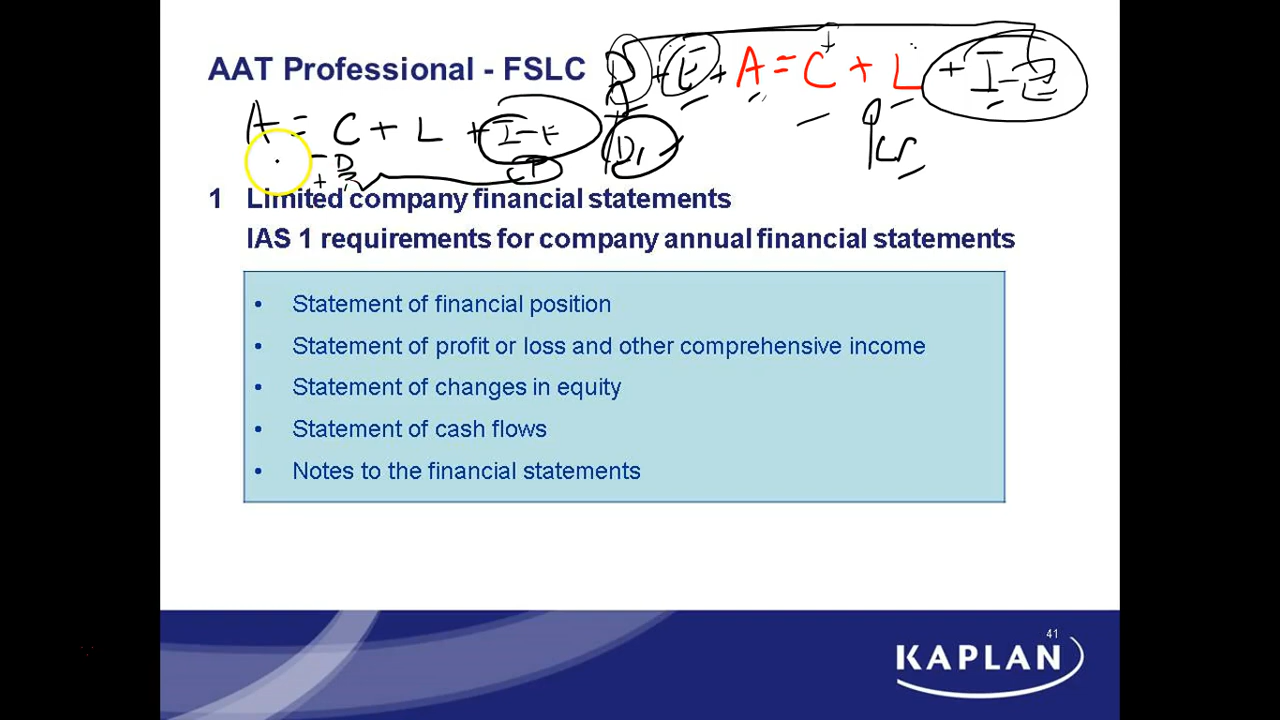 AAT Professional - FSLC
D + E + A = C + L + I - E
A = C + L + I - E
- D
+ P
Dr
Cr
1 Limited company financial statements
IAS 1 requirements for company annual financial statements
• Statement of financial position
• Statement of profit or loss and other comprehensive income
• Statement of changes in equity
• Statement of cash flows
• Notes to the financial statements
41
KAPLAN